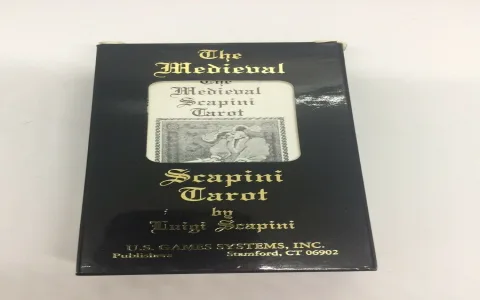 The
Medieval
The
Medieval
Scapini
Tarot
Scapini
Tarot
by
Luigi Scapini
U.S. GAMES SYSTEMS, INC.
Publishers Stamford, CT 06902